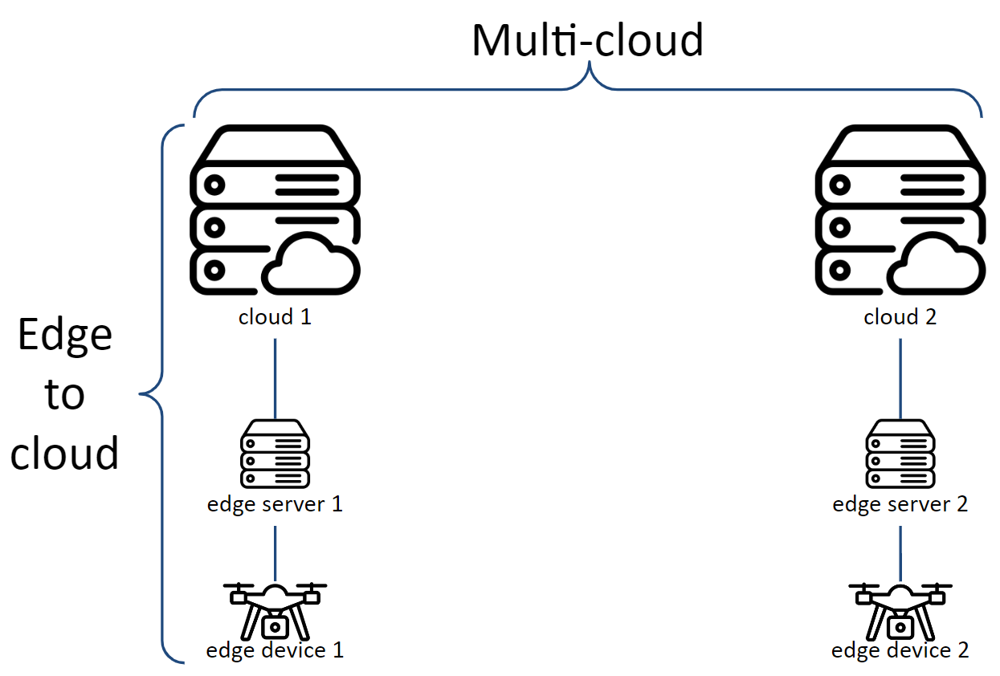 Multi-cloud
Edge
to
cloud
cloud 1
cloud 2
edge server 1
edge server 2
edge device 1
edge device 2